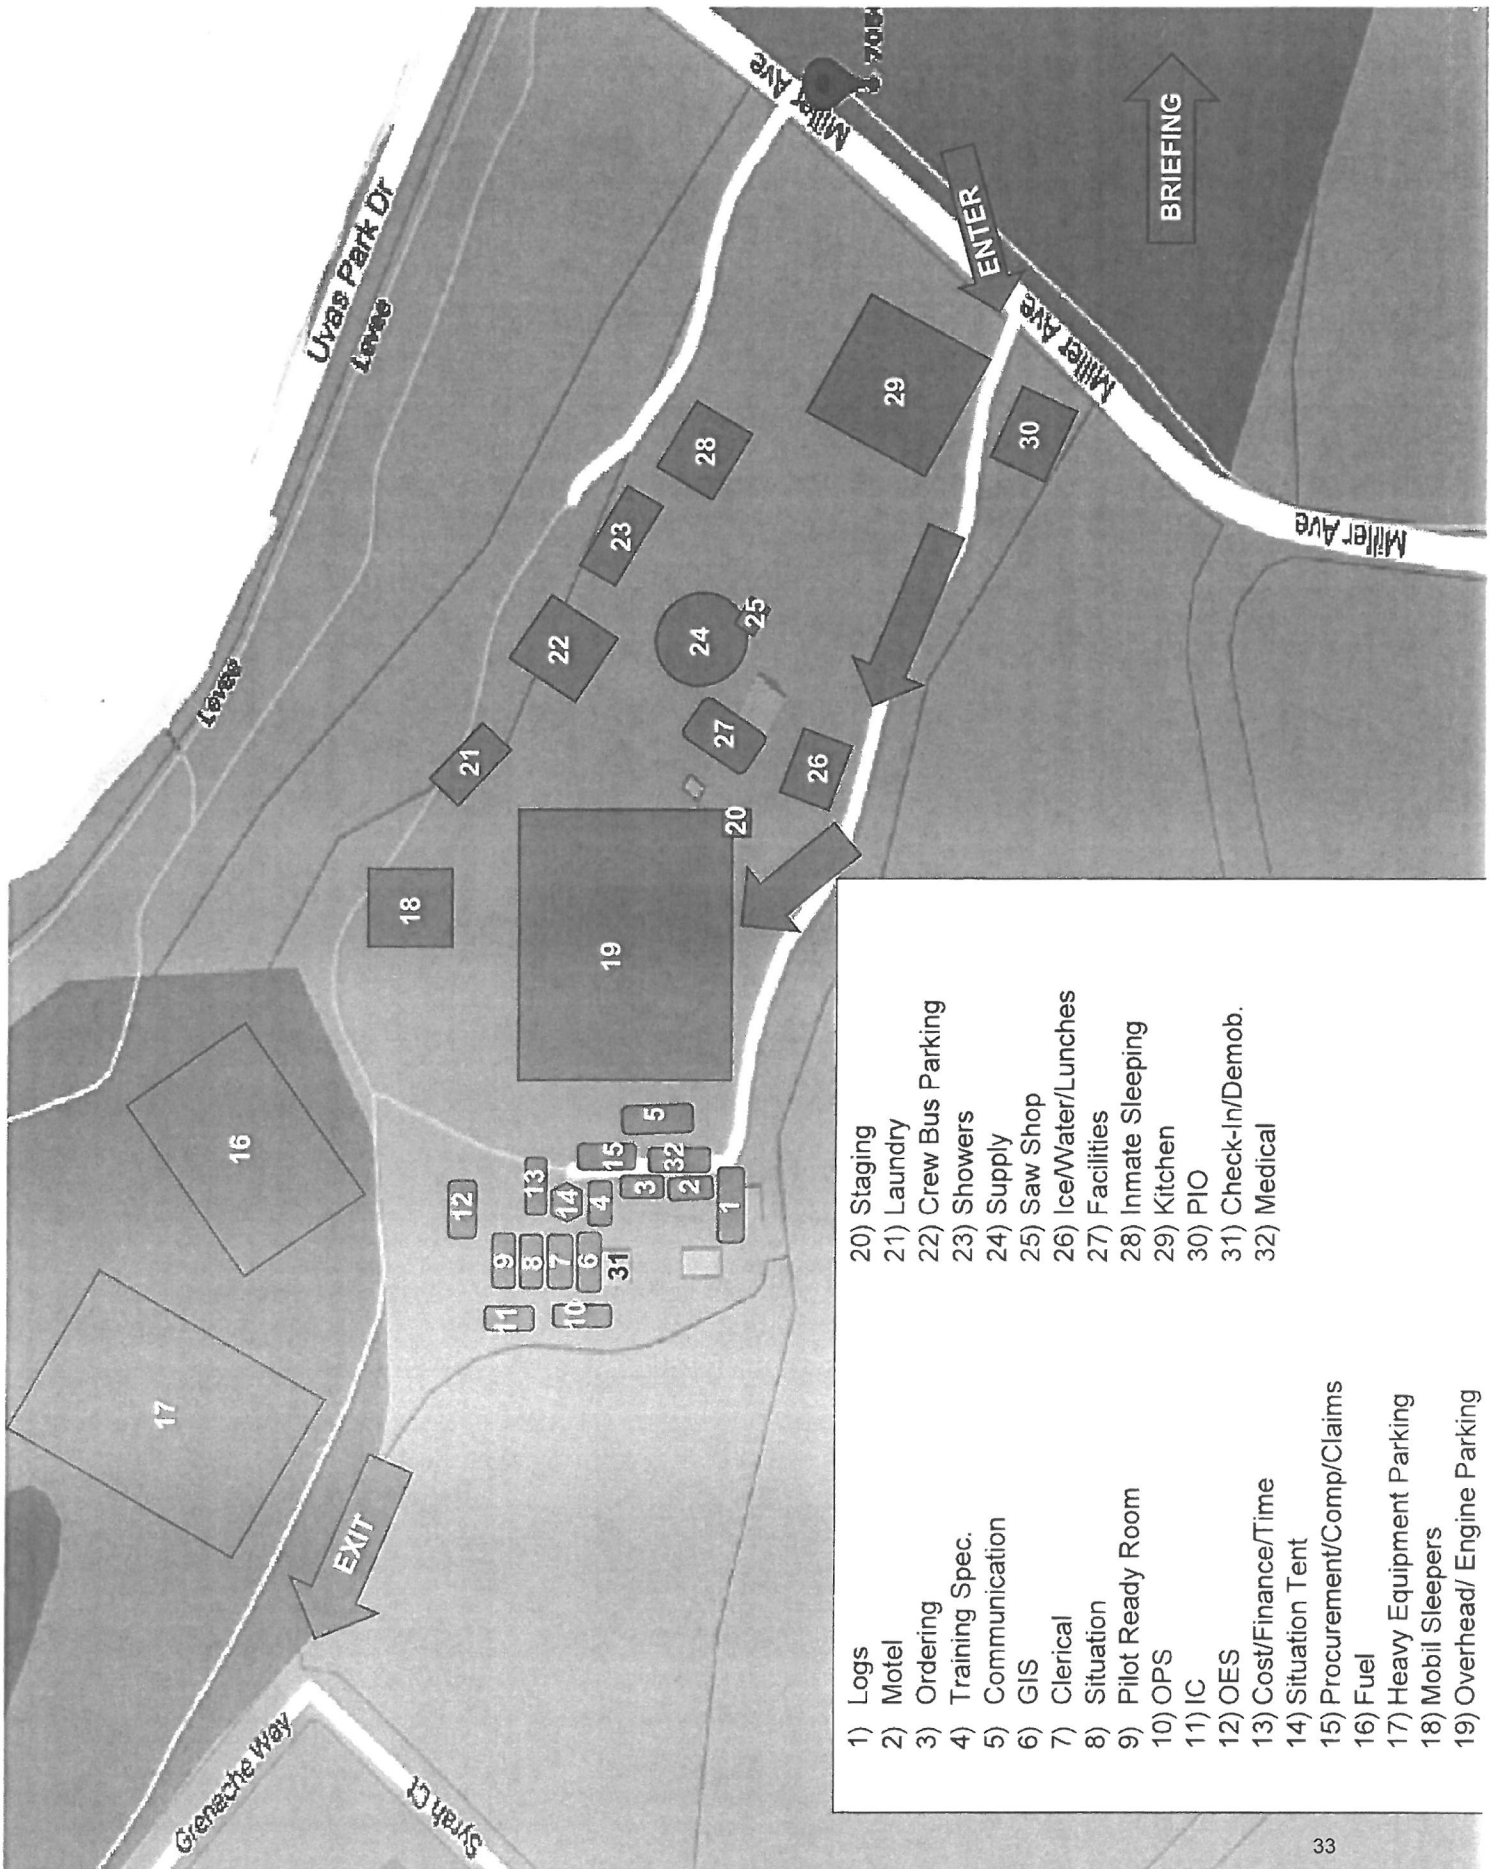 Uvas Park Dr
Levee
Levee
Miller Ave
Miller
ENTER
BRIEFING
Miller Ave
Miller Ave
Miller Ave
EXIT
Grenache Way
Syrah Ct
17
16
18
21
22
23
28
29
30
24
25
27
26
20
19
12
13
15
5
14
32
9
8
7
6
4
3
2
1
11
10
31
1) Logs
2) Motel
3) Ordering
4) Training Spec.
5) Communication
6) GIS
7) Clerical
8) Situation
9) Pilot Ready Room
10) OPS
11) IC
12) OES
13) Cost/Finance/Time
14) Situation Tent
15) Procurement/Comp/Claims
16) Fuel
17) Heavy Equipment Parking
18) Mobil Sleepers
19) Overhead/ Engine Parking
20) Staging
21) Laundry
22) Crew Bus Parking
23) Showers
24) Supply
25) Saw Shop
26) Ice/Water/Lunches
27) Facilities
28) Inmate Sleeping
29) Kitchen
30) PIO
31) Check-In/Demob.
32) Medical
33